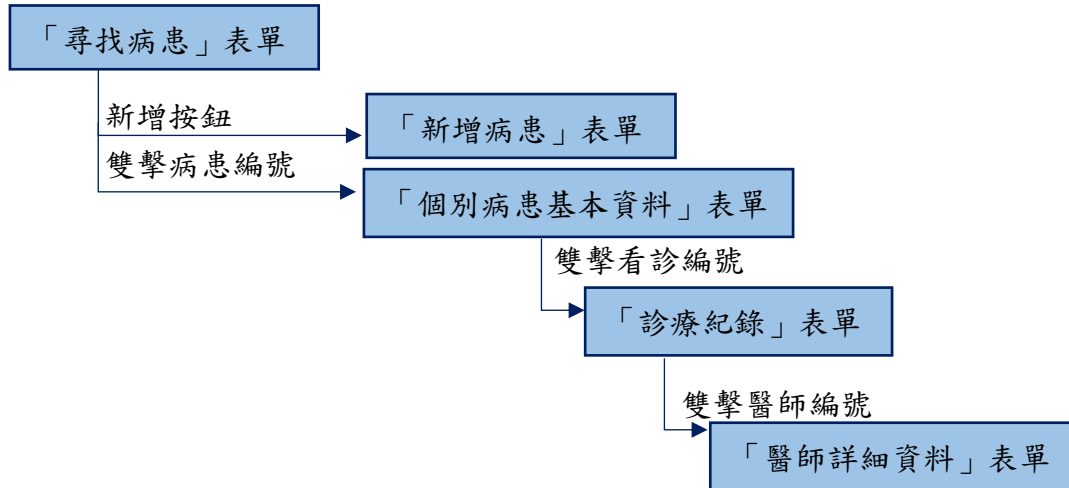 「尋找病患」表單
新增按鈕
「新增病患」表單
雙擊病患編號
「個別病患基本資料」表單
雙擊看診編號
「診療紀錄」表單
雙擊醫師編號
「醫師詳細資料」表單